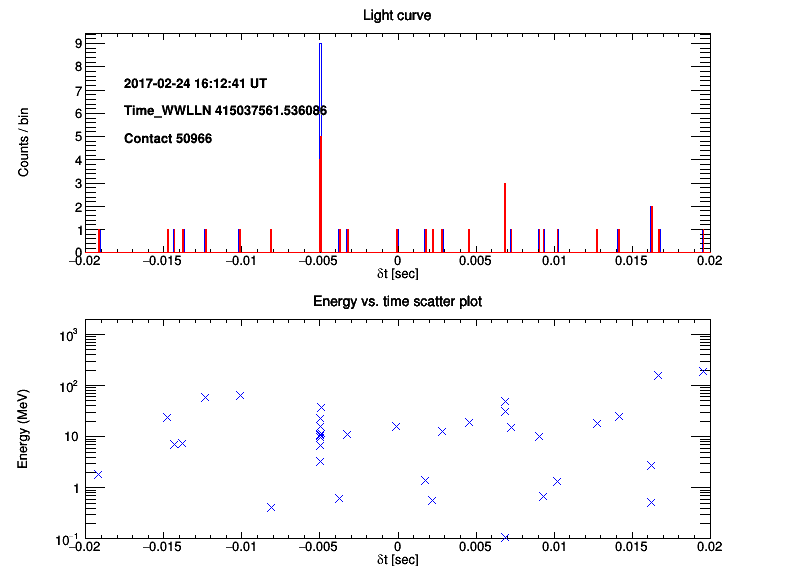 Light curve
Counts / bin
9
8
7
6
5
4
3
2
1
0
2017-02-24 16:12:41 UT
Time_WWLLN 415037561.536086
Contact 50966
−0.02 −0.015 −0.01 −0.005 0 0.005 0.01 0.015 0.02
δt [sec]
Energy vs. time scatter plot
Energy (MeV)
10³
10²
10
1
10⁻¹
−0.02 −0.015 −0.01 −0.005 0 0.005 0.01 0.015 0.02
δt [sec]